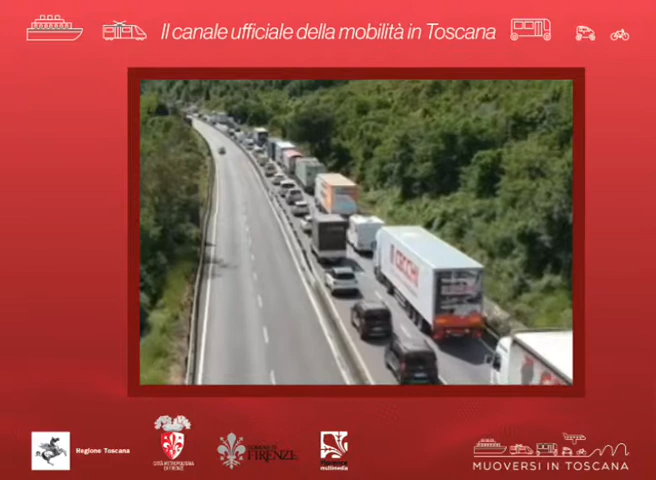 Il canale ufficiale della mobilità in Toscana
CECCHI
Regione Toscana
CITTÀ METROPOLITANA
DI FIRENZE
COMUNE DI
FIRENZE
multimedia
MUOVERSI IN TOSCANA